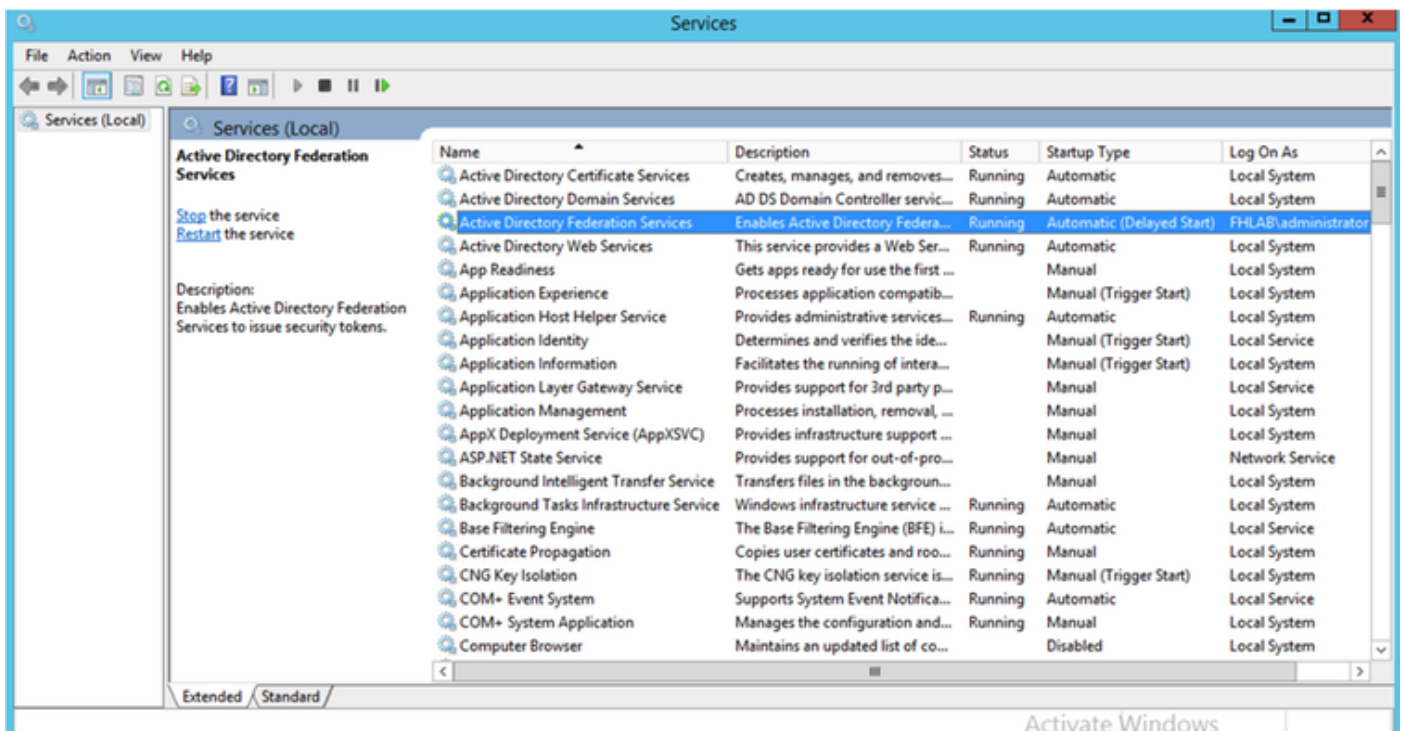 Services
File Action View Help
Services (Local)
Services (Local)
Active Directory Federation
Services
Stop the service
Restart the service
Description:
Enables Active Directory Federation
Services to issue security tokens.
Name Description Status Startup Type Log On As
Active Directory Certificate Services Creates, manages, and removes... Running Automatic Local System
Active Directory Domain Services AD DS Domain Controller servic... Running Automatic Local System
Active Directory Federation Services Enables Active Directory Federa... Running Automatic (Delayed Start) FHLAB\administrator
Active Directory Web Services This service provides a Web Ser... Running Automatic Local System
App Readiness Gets apps ready for use the first ... Manual Local System
Application Experience Processes application compatib... Manual (Trigger Start) Local System
Application Host Helper Service Provides administrative services... Running Automatic Local System
Application Identity Determines and verifies the ide... Manual (Trigger Start) Local Service
Application Information Facilitates the running of intera... Manual (Trigger Start) Local System
Application Layer Gateway Service Provides support for 3rd party p... Manual Local Service
Application Management Processes installation, removal, ... Manual Local System
AppX Deployment Service (AppXSVC) Provides infrastructure support ... Manual Local System
ASP.NET State Service Provides support for out-of-pro... Manual Network Service
Background Intelligent Transfer Service Transfers files in the backgroun... Manual Local System
Background Tasks Infrastructure Service Windows infrastructure service ... Running Automatic Local System
Base Filtering Engine The Base Filtering Engine (BFE) i... Running Automatic Local Service
Certificate Propagation Copies user certificates and roo... Running Manual Local System
CNG Key Isolation The CNG key isolation service is... Running Manual (Trigger Start) Local System
COM+ Event System Supports System Event Notifica... Running Automatic Local Service
COM+ System Application Manages the configuration and... Running Manual Local System
Computer Browser Maintains an updated list of co... Disabled Local System
Extended Standard
Activate Windows